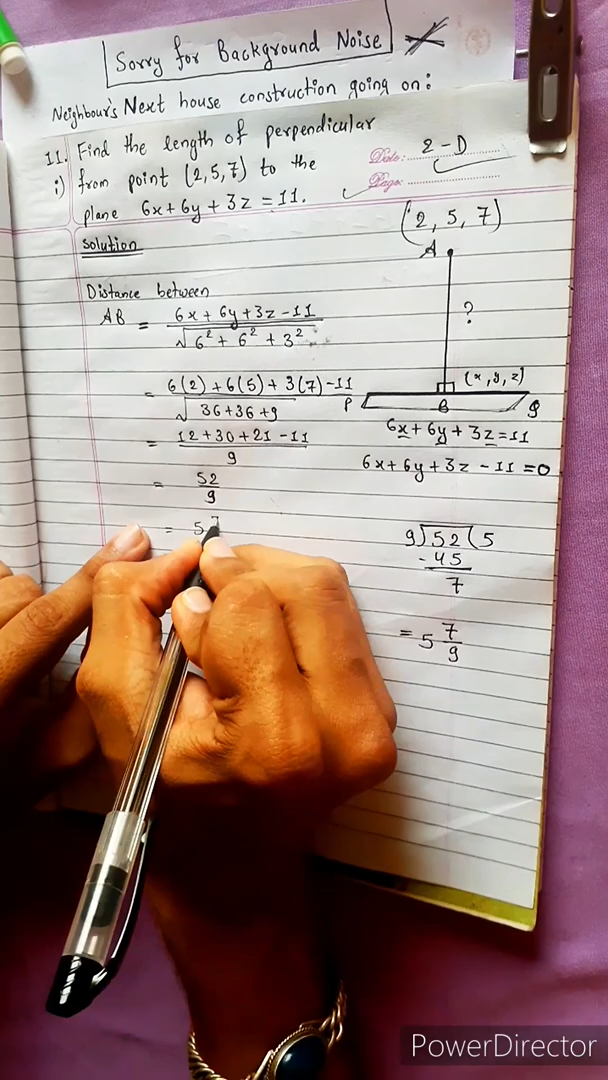 Sorry for Background Noise
Neighbour's Next house construction going on:
11. Find the length of perpendicular
i) from point (2,5,7) to the
plane 6x+6y+3z=11.
Date: 2-D
Page:
Solution
(2, 5, 7)
A
?
(x, y, z)
P B Q
6x+6y+3z=11
6x+6y+3z-11=0
Distance between
AB = 6x+6y+3z-11
√6²+6²+3²
= 6(2)+6(5)+3(7)-11
√36+36+9
= 12+30+21-11
9
= 52
9
= 5 7
9)52(5
-45
7
= 5 7
9
PowerDirector